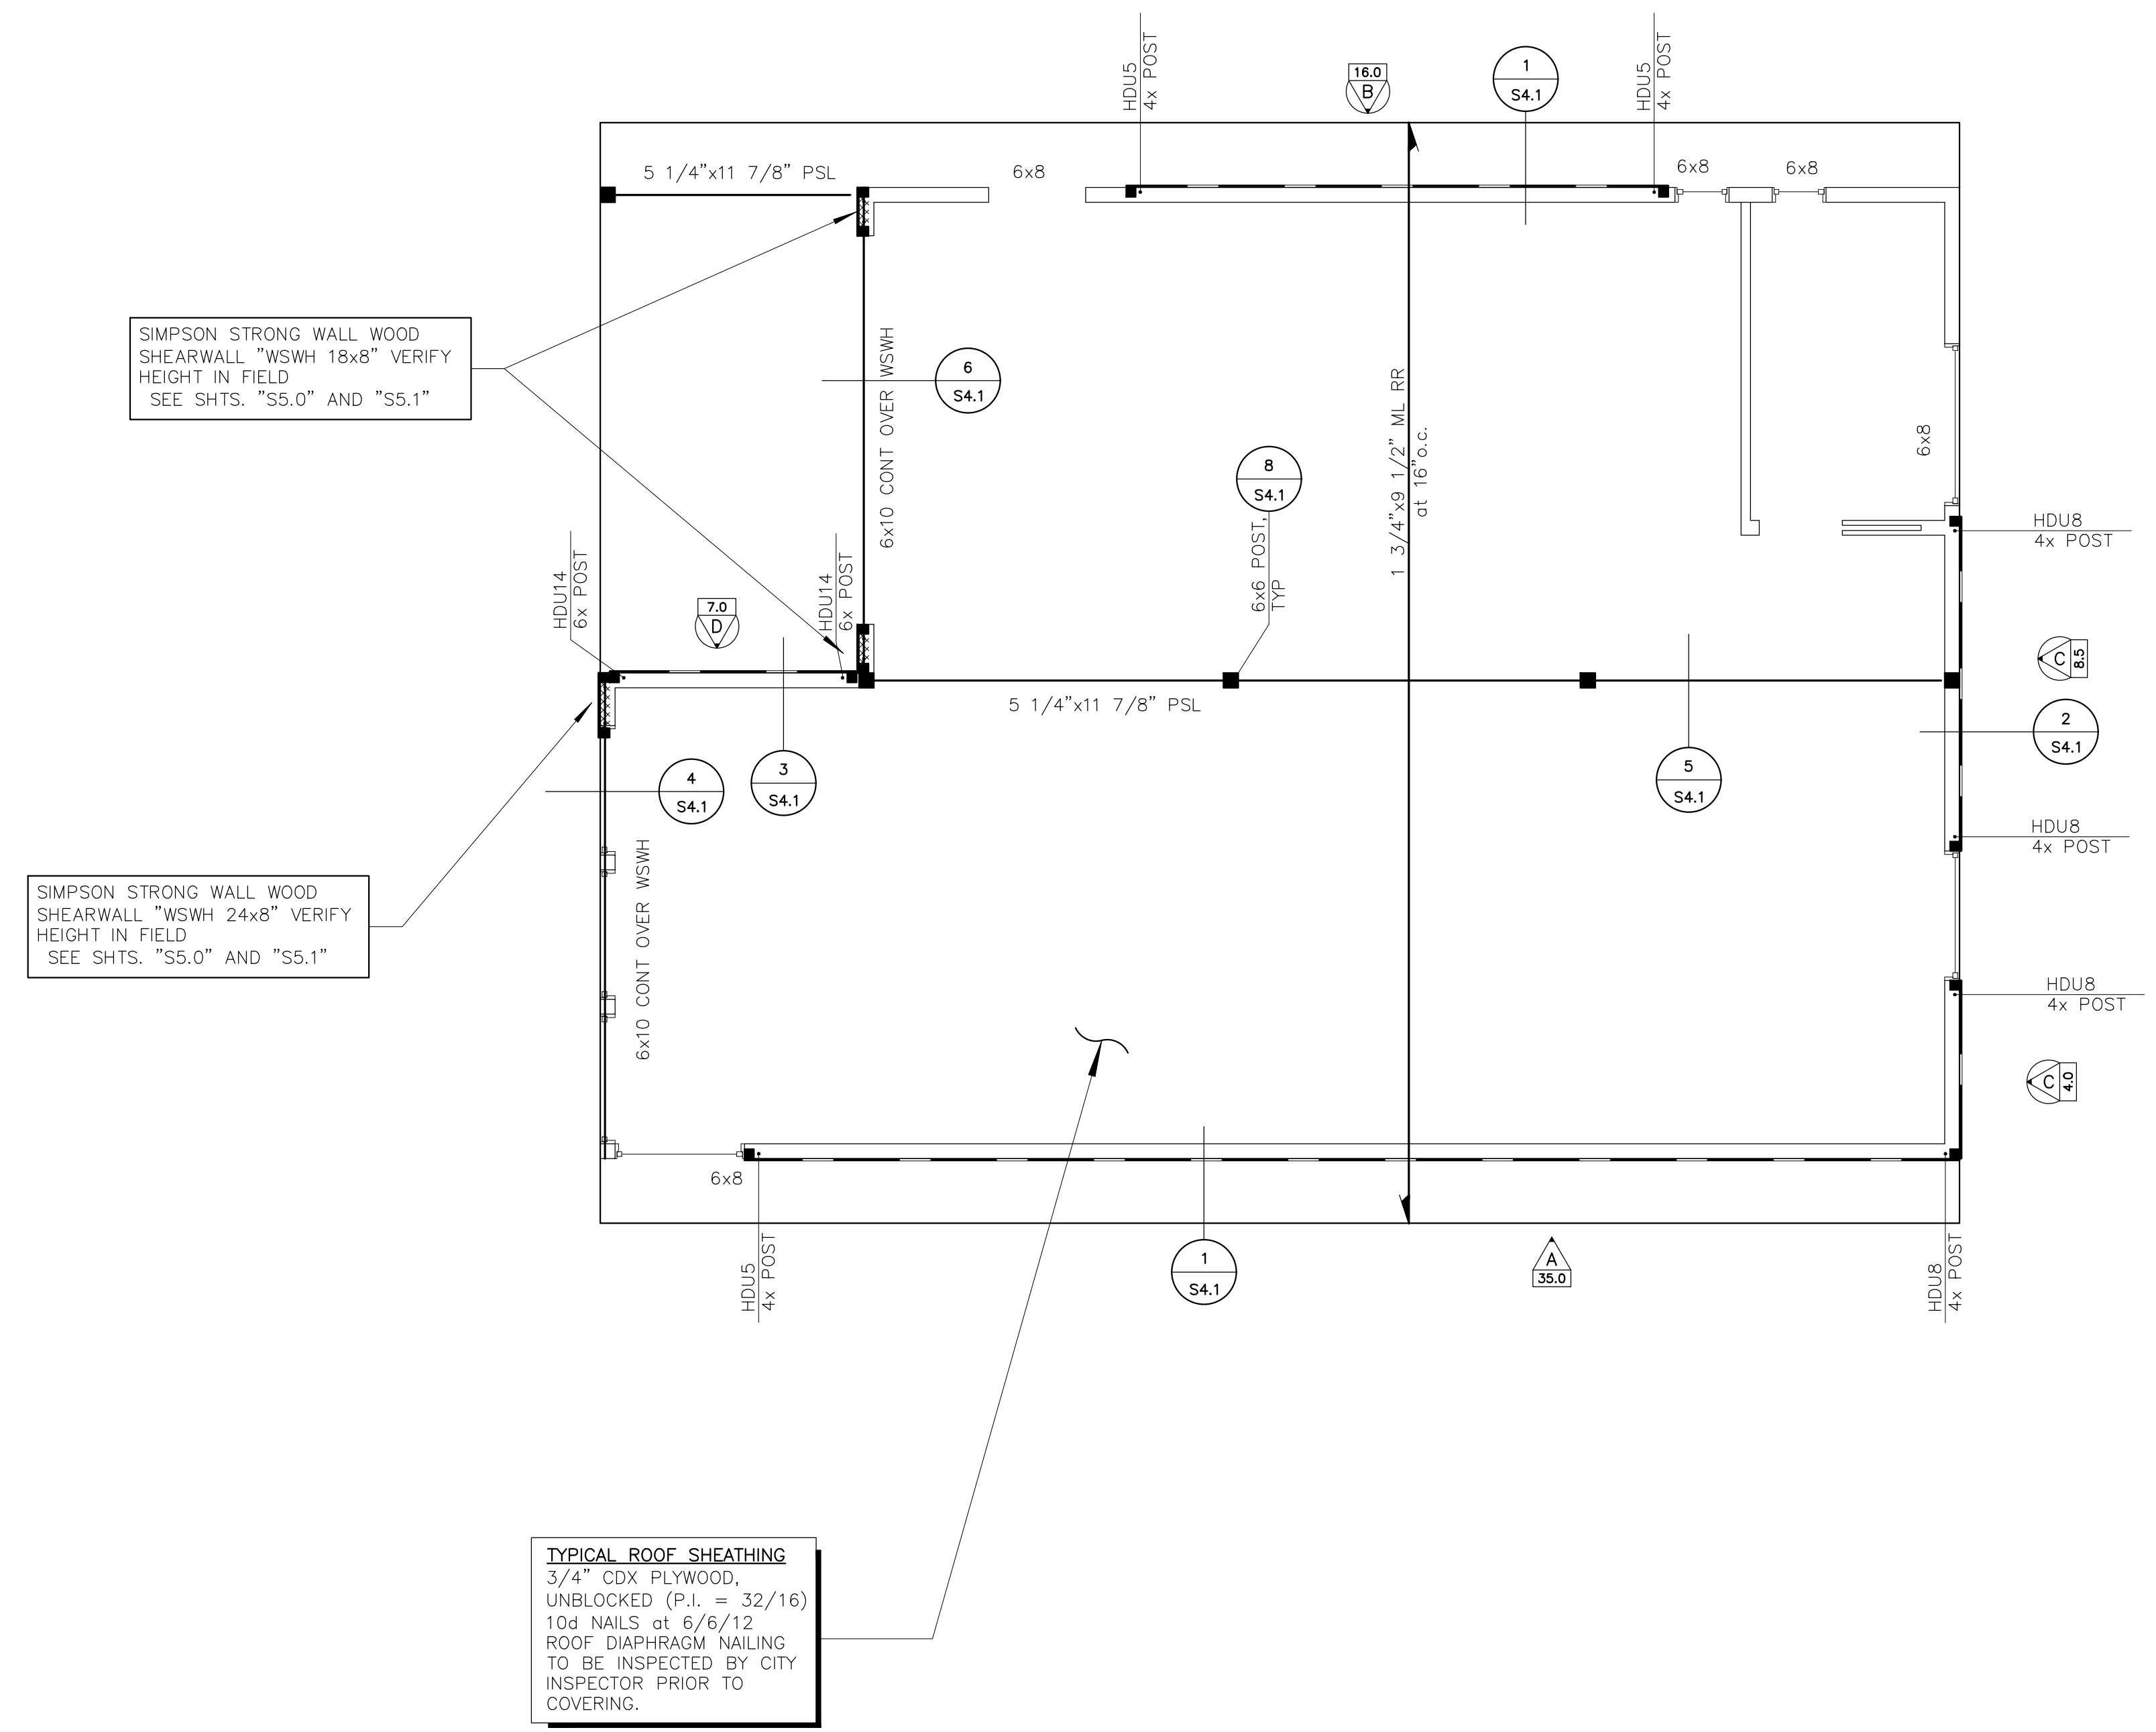 HDU5
4x POST
16.0
B
1
S4.1
HDU5
4x POST
5 1/4"x11 7/8" PSL
6x8
6x8
6x8
SIMPSON STRONG WALL WOOD
SHEARWALL "WSWH 18x8" VERIFY
HEIGHT IN FIELD
SEE SHTS. "S5.0" AND "S5.1"
6x10 CONT OVER WSWH
6
S4.1
1 3/4"x9 1/2" ML RR
at 16"o.c.
8
S4.1
6x6 POST,
TYP
6x8
HDU8
4x POST
HDU14
6x POST
7.0
D
HDU14
6x POST
C
8.5
5 1/4"x11 7/8" PSL
2
S4.1
4
S4.1
3
S4.1
5
S4.1
HDU8
4x POST
SIMPSON STRONG WALL WOOD
SHEARWALL "WSWH 24x8" VERIFY
HEIGHT IN FIELD
SEE SHTS. "S5.0" AND "S5.1"
6x10 CONT OVER WSWH
HDU8
4x POST
C
4.0
6x8
HDU5
4x POST
1
S4.1
A
35.0
HDU8
4x POST
TYPICAL ROOF SHEATHING
3/4" CDX PLYWOOD,
UNBLOCKED (P.I. = 32/16)
10d NAILS at 6/6/12
ROOF DIAPHRAGM NAILING
TO BE INSPECTED BY CITY
INSPECTOR PRIOR TO
COVERING.